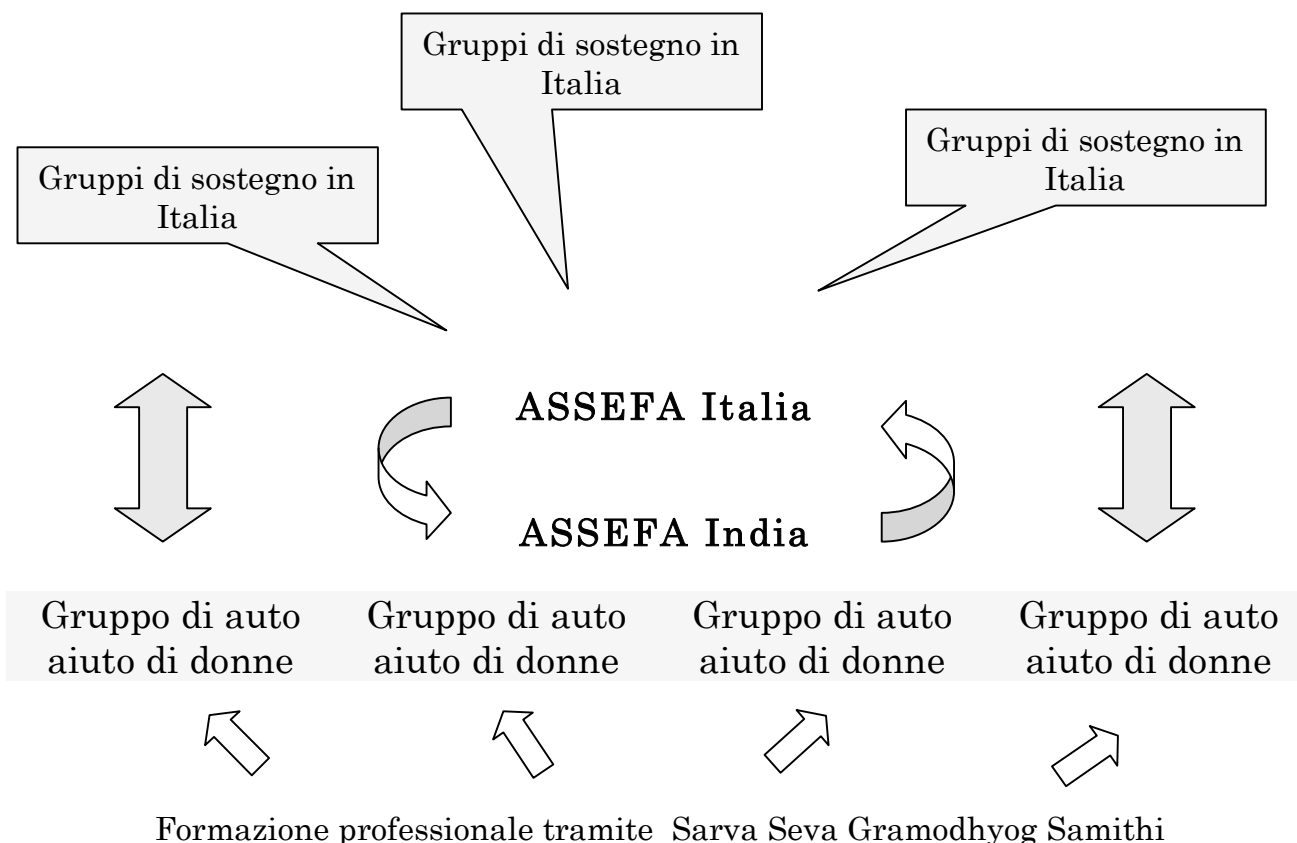 Gruppi di sostegno in
Italia
Gruppi di sostegno in
Italia
Gruppi di sostegno in
Italia
ASSEFA Italia
ASSEFA India
Gruppo di auto
aiuto di donne
Gruppo di auto
aiuto di donne
Gruppo di auto
aiuto di donne
Gruppo di auto
aiuto di donne
Formazione professionale tramite Sarva Seva Gramodhyog Samithi